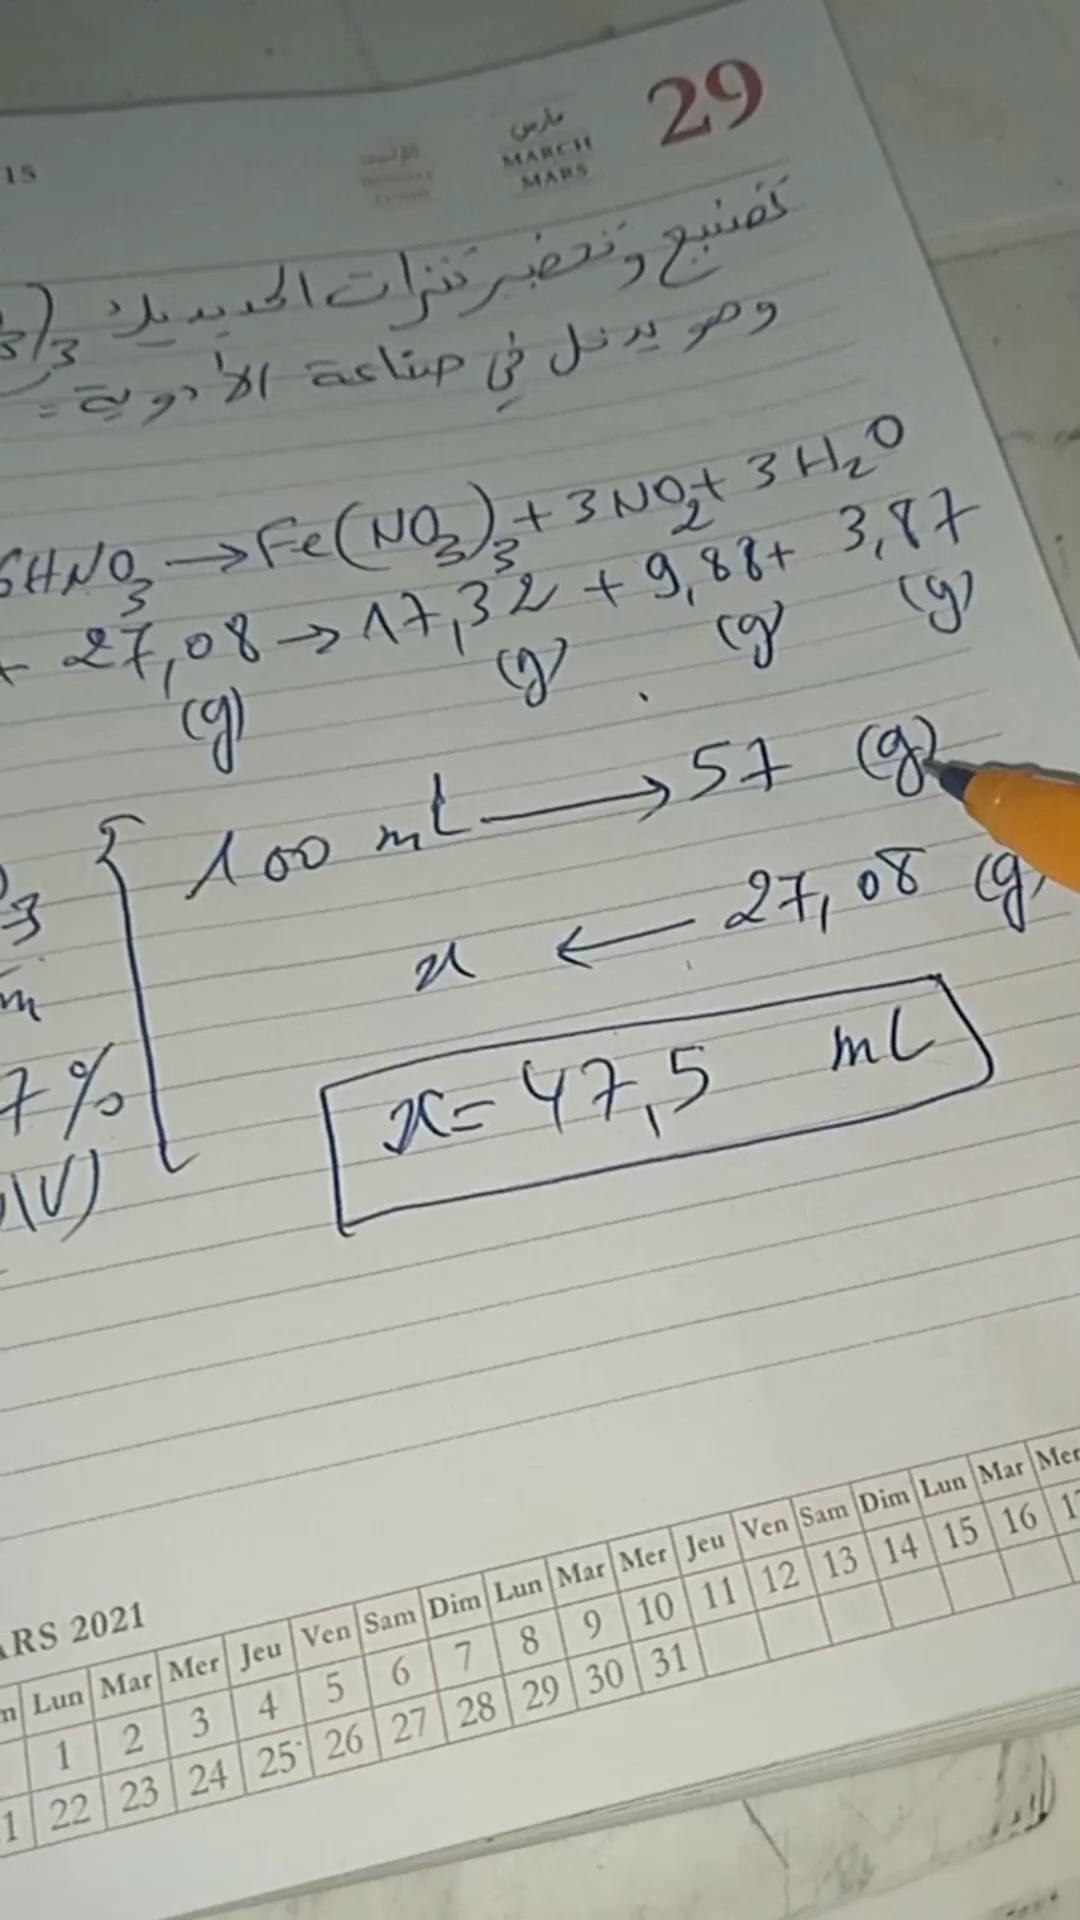 29
15
مارس
MARCH
MARS
تصنيع وتحضير نترات الحديديك
وهو يدخل في صناعة الأدوية
6HNO3 → Fe(NO3)3 + 3NO2 + 3H2O
+ 27,08 → 17,32 + 9,88 + 3,87
(g) (g) (g) (g)
100 mL → 57 (g)
x ← 27,08 (g)
x = 47,5 mL
3
m
7%
ARS 2021
Lun Mar Mer Jeu Ven Sam Dim Lun Mar Mer Jeu Ven Sam Dim Lun Mar Mer
1 2 3 4 5 6 7 8 9 10 11 12 13 14 15 16
22 23 24 25 26 27 28 29 30 31